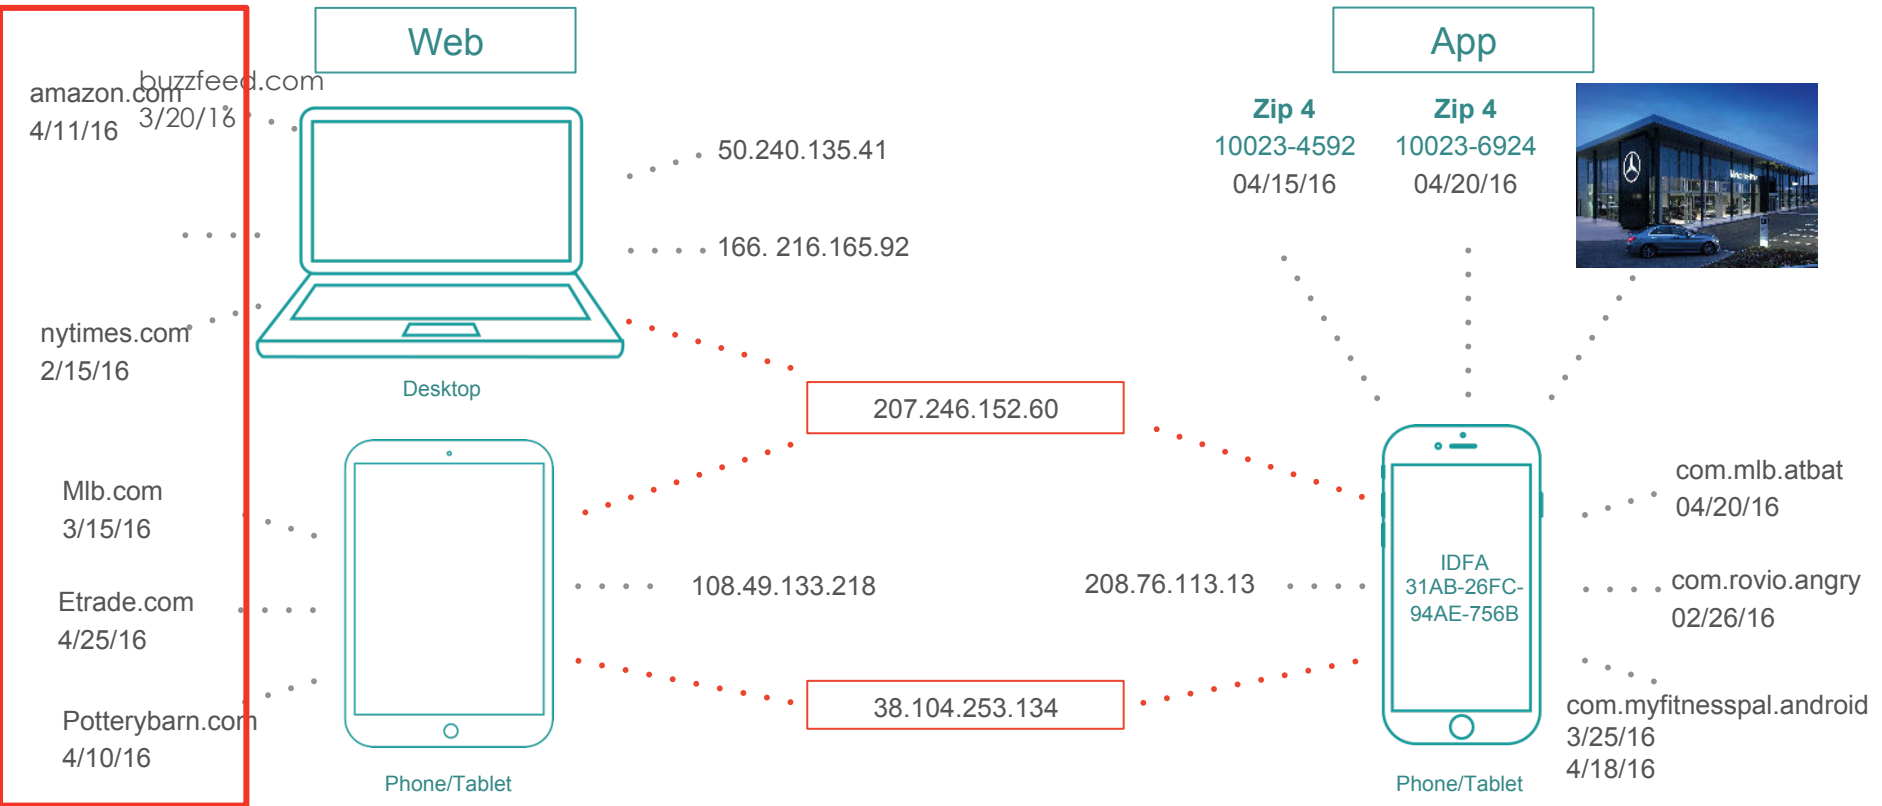 Web
App
buzzfeed.com
3/20/16
amazon.com
4/11/16
nytimes.com
2/15/16
50.240.135.41
166. 216.165.92
Desktop
207.246.152.60
Zip 4
10023-4592
04/15/16
Zip 4
10023-6924
04/20/16
Mlb.com
3/15/16
Etrade.com
4/25/16
Potterybarn.com
4/10/16
Phone/Tablet
108.49.133.218
208.76.113.13
38.104.253.134
IDFA
31AB-26FC-
94AE-756B
Phone/Tablet
com.mlb.atbat
04/20/16
com.rovio.angry
02/26/16
com.myfitnesspal.android
3/25/16
4/18/16